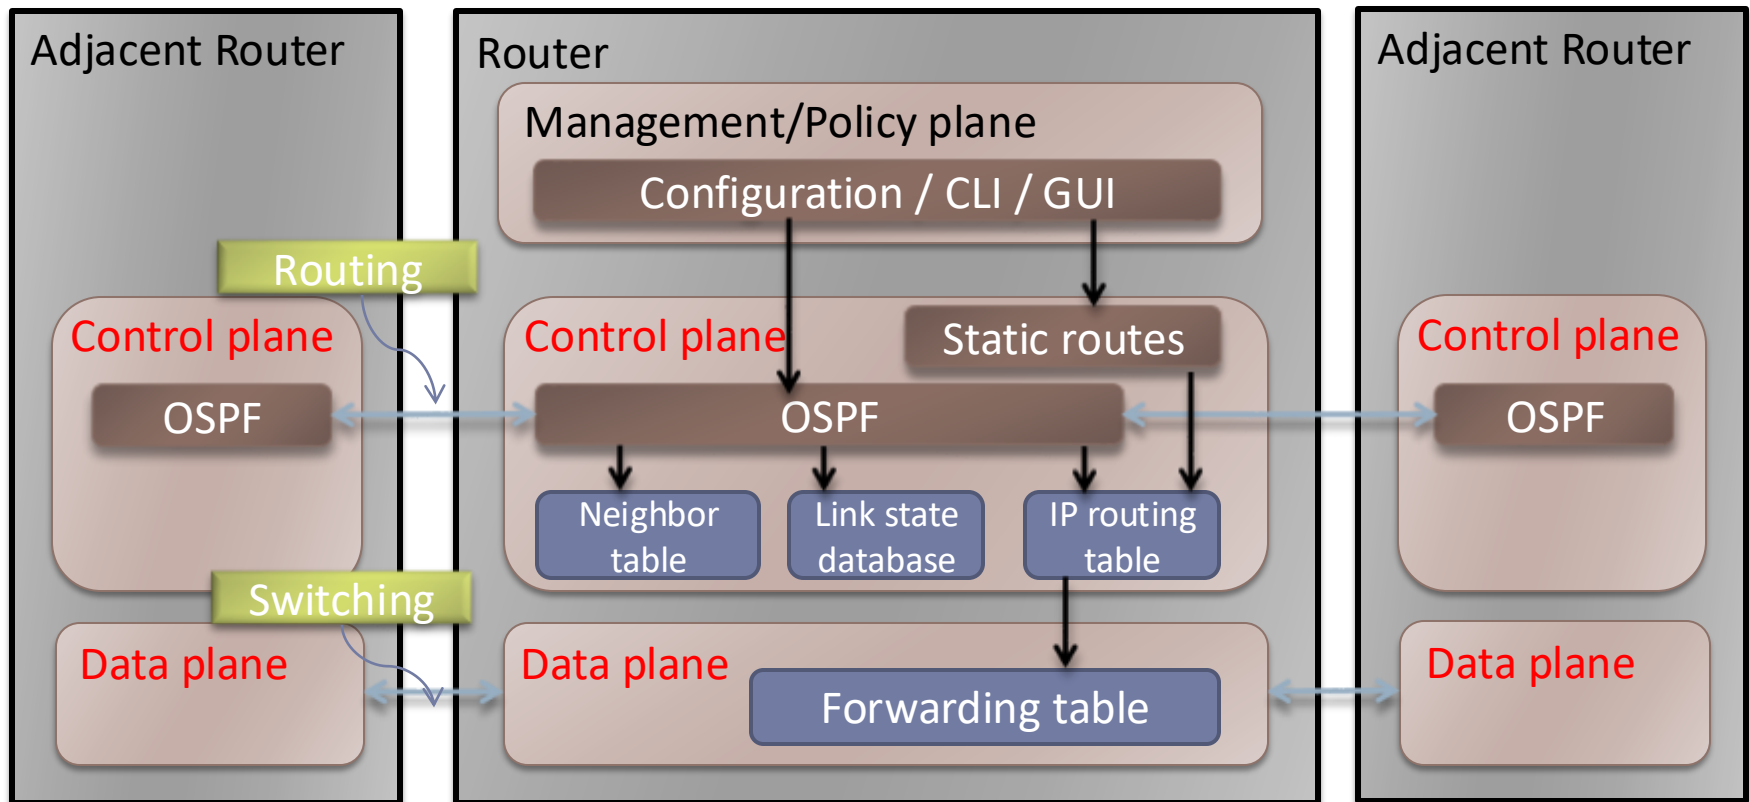 Adjacent Router
Router
Adjacent Router
Management/Policy plane
Configuration / CLI / GUI
Routing
Control plane
Control plane
Static routes
Control plane
OSPF
OSPF
OSPF
Neighbor
table
Link state
database
IP routing
table
Switching
Data plane
Data plane
Data plane
Forwarding table